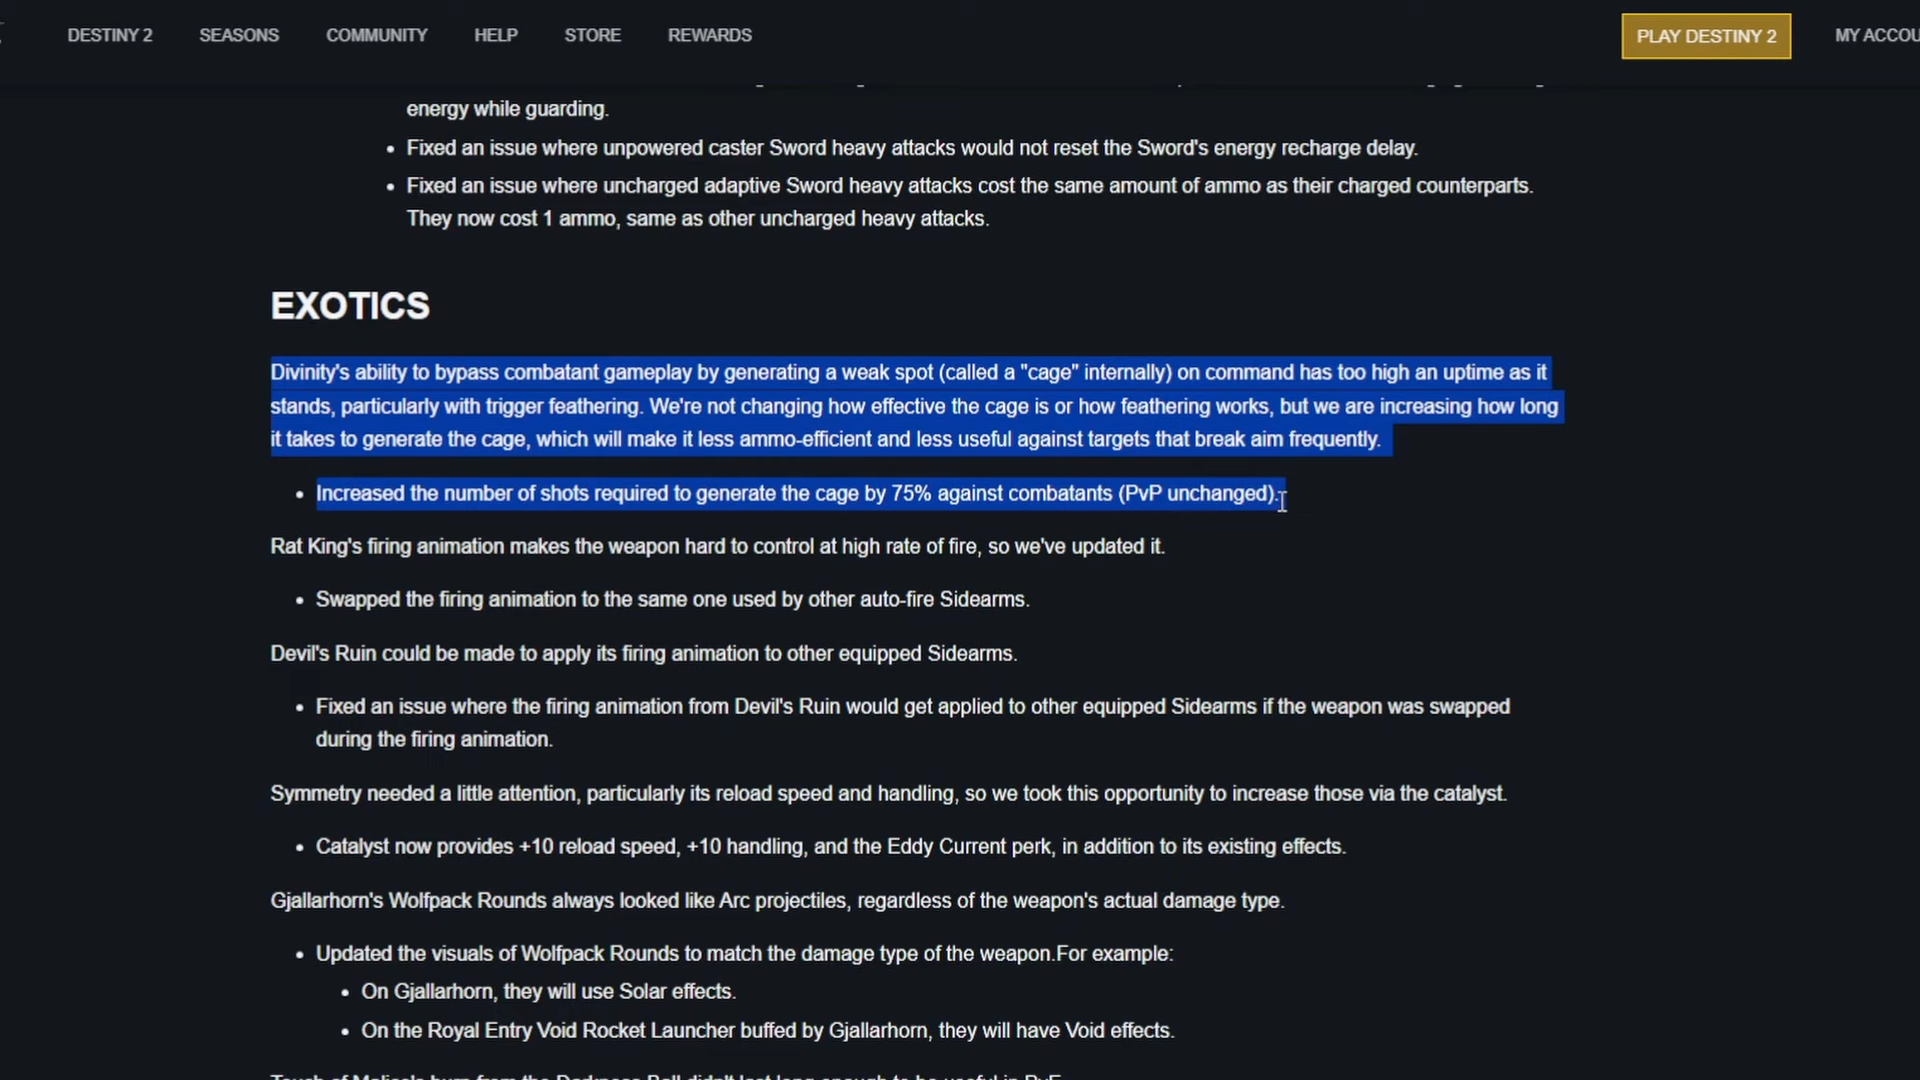 DESTINY 2 SEASONS COMMUNITY HELP STORE REWARDS PLAY DESTINY 2 MY ACCOU
energy while guarding.
• Fixed an issue where unpowered caster Sword heavy attacks would not reset the Sword's energy recharge delay.
• Fixed an issue where uncharged adaptive Sword heavy attacks cost the same amount of ammo as their charged counterparts.
They now cost 1 ammo, same as other uncharged heavy attacks.
EXOTICS
Divinity's ability to bypass combatant gameplay by generating a weak spot (called a "cage" internally) on command has too high an uptime as it
stands, particularly with trigger feathering. We're not changing how effective the cage is or how feathering works, but we are increasing how long
it takes to generate the cage, which will make it less ammo-efficient and less useful against targets that break aim frequently.
• Increased the number of shots required to generate the cage by 75% against combatants (PvP unchanged).
Rat King's firing animation makes the weapon hard to control at high rate of fire, so we've updated it.
• Swapped the firing animation to the same one used by other auto-fire Sidearms.
Devil's Ruin could be made to apply its firing animation to other equipped Sidearms.
• Fixed an issue where the firing animation from Devil's Ruin would get applied to other equipped Sidearms if the weapon was swapped
during the firing animation.
Symmetry needed a little attention, particularly its reload speed and handling, so we took this opportunity to increase those via the catalyst.
• Catalyst now provides +10 reload speed, +10 handling, and the Eddy Current perk, in addition to its existing effects.
Gjallarhorn's Wolfpack Rounds always looked like Arc projectiles, regardless of the weapon's actual damage type.
• Updated the visuals of Wolfpack Rounds to match the damage type of the weapon.For example:
• On Gjallarhorn, they will use Solar effects.
• On the Royal Entry Void Rocket Launcher buffed by Gjallarhorn, they will have Void effects.